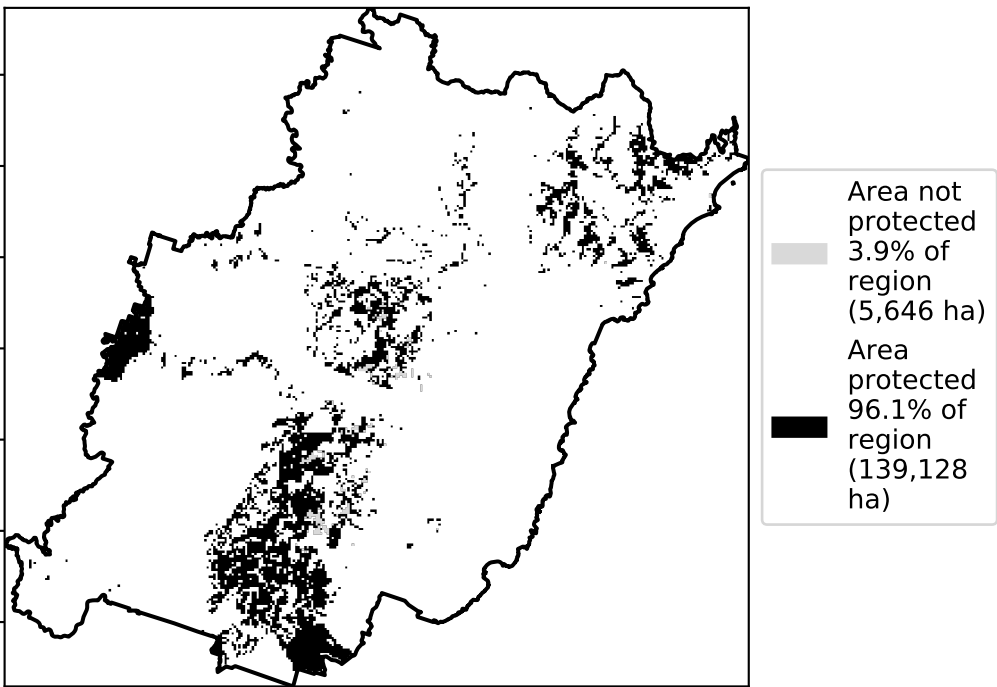 Area not
protected
3.9% of
region
(5,646 ha)
Area
protected
96.1% of
region
(139,128
ha)